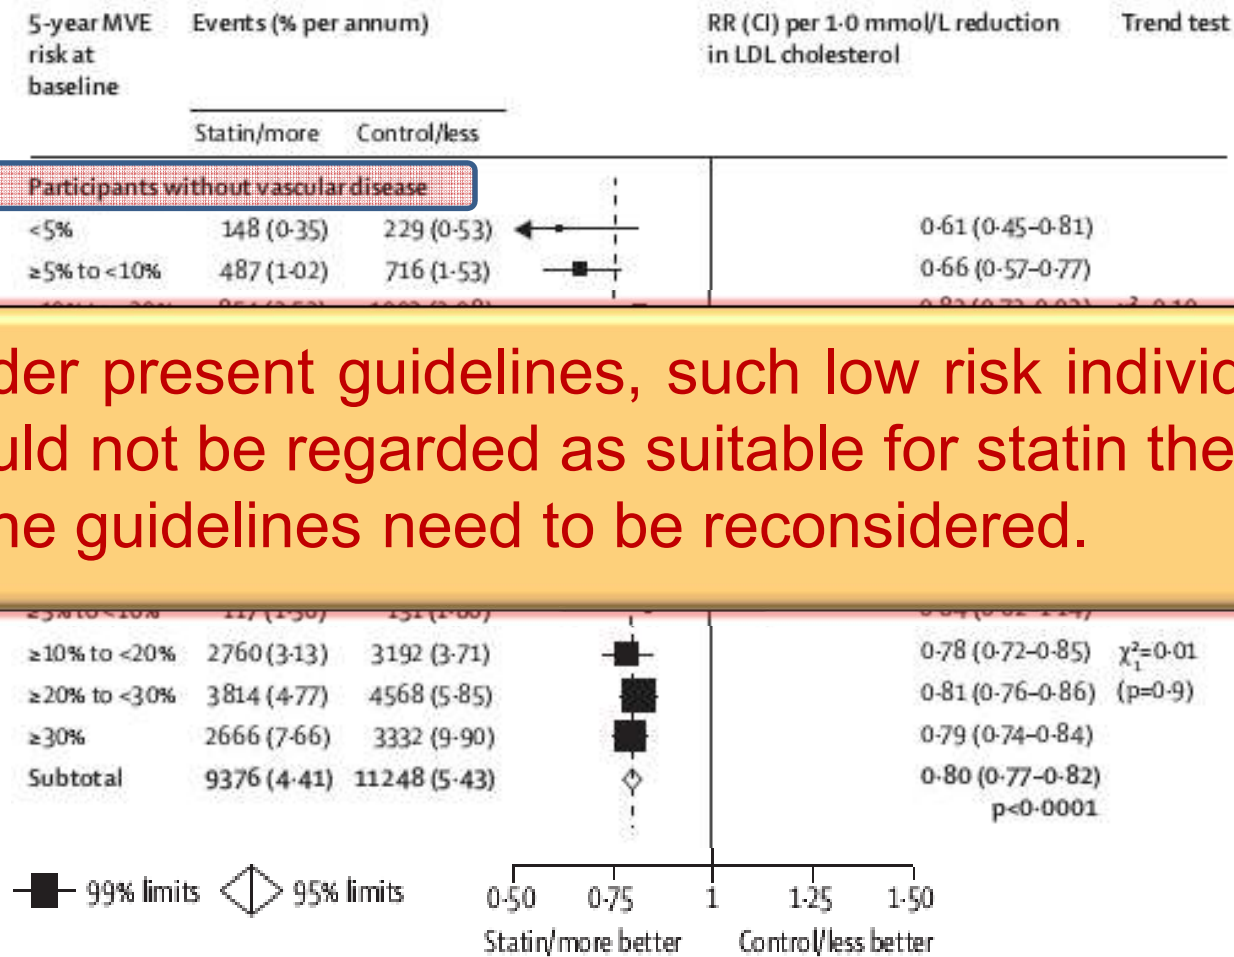 5-year MVE Events (% per annum) RR (CI) per 1·0 mmol/L reduction Trend test
risk at in LDL cholesterol
baseline
Statin/more Control/less
Participants without vascular disease
<5% 148 (0·35) 229 (0·53) 0·61 (0·45–0·81)
≥5% to <10% 487 (1·02) 716 (1·53) 0·66 (0·57–0·77)
der present guidelines, such low risk individ
uld not be regarded as suitable for statin the
ne guidelines need to be reconsidered.
≥10% to <20% 2760 (3·13) 3192 (3·71) 0·78 (0·72–0·85) χ²₁=0·01
≥20% to <30% 3814 (4·77) 4568 (5·85) 0·81 (0·76–0·86) (p=0·9)
≥30% 2666 (7·66) 3332 (9·90) 0·79 (0·74–0·84)
Subtotal 9376 (4·41) 11248 (5·43) 0·80 (0·77–0·82)
p<0·0001
99% limits 95% limits
0·50 0·75 1 1·25 1·50
Statin/more better Control/less better